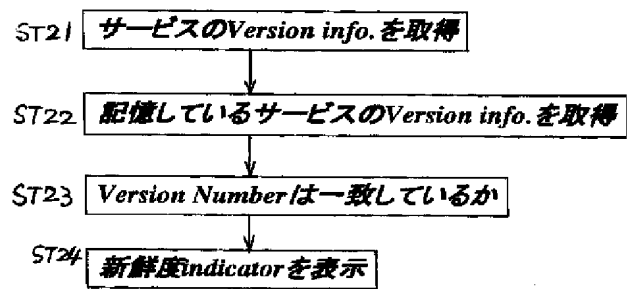 ST21 サービスのVersion info.を取得
ST22 記憶しているサービスのVersion info.を取得
ST23 Version Numberは一致しているか
ST24 新鮮度indicatorを表示